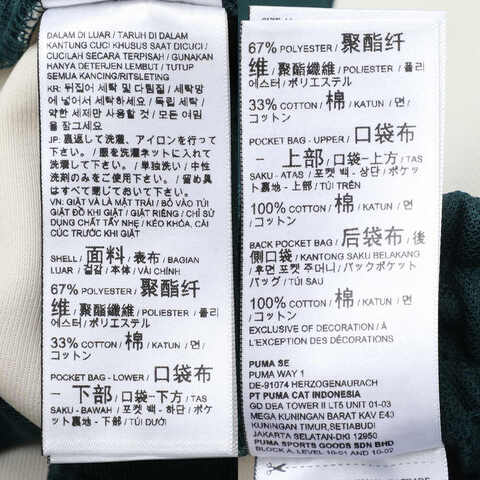 DALAM DI LUAR / TARUH DI DALAM
KANTUNG CUCI KHUSUS SAAT DICUCI /
CUCILAH SECARA TERPISAH / GUNAKAN
HANYA DETERJEN LEMBUT / TUTUP
SEMUA KANCING/RITSLETING
KR: 뒤집어 세탁 및 다림질 / 세탁망
에 넣어서 세탁하세요 / 독립 세탁 /
약한 세제만 사용할 것 / 모든 여밈
을 잠그세요
JP: 裏返して洗濯、アイロンを行って
下さい。 / 服を洗濯ネットに入れて
洗濯して下さい。 / 単独洗い / 中性
洗剤のみをご使用下さい。 / 留め具
はすべて閉じておいて下さい。
VN: GIẶT VÀ LÀ MẶT TRÁI / BỎ VÀO TÚI
GIẶT ĐỒ KHI GIẶT / GIẶT RIÊNG / CHỈ SỬ
DỤNG CHẤT TẨY NHẸ / KÉO KHÓA, CÀI
CÚC TRƯỚC KHI GIẶT
SHELL / 面料 / 表布 / BAGIAN
LUAR / 겉감 / 本体 / VẢI CHÍNH
67% POLYESTER / 聚酯纤
维 / 聚酯纖維 / POLIESTER / 폴리
에스터 / ポリエステル
33% COTTON / 棉 / KATUN / 면
/ コットン
POCKET BAG - LOWER / 口袋布
- 下部 / 口袋 - 下方 / TAS
SAKU - BAWAH / 포켓 백 - 하단 / ポケ
ット裏地 - 下部 / TÚI DƯỚI
67% POLYESTER / 聚酯纤
维 / 聚酯纖維 / POLIESTER / 폴리
에스터 / ポリエステル
33% COTTON / 棉 / KATUN / 면
/ コットン
POCKET BAG - UPPER / 口袋布
- 上部 / 口袋 - 上方 / TAS
SAKU - ATAS / 포켓 백 - 상단 / ポケッ
ト裏地 - 上部 / TÚI TRÊN
100% COTTON / 棉 / KATUN / 면
/ コットン
BACK POCKET BAG / 后袋布 / 後
側口袋 / KANTONG SAKU BELAKANG
/ 후면 포켓 주머니 / バックポケット
バッグ / TÚI SAU
100% COTTON / 棉 / KATUN / 면
/ コットン
EXCLUSIVE OF DECORATION / À
L'EXCEPTION DES DÉCORATIONS
PUMA SE
PUMA WAY 1
DE-91074 HERZOGENAURACH
PT PUMA CAT INDONESIA
GD DEA TOWER II LT5 UNIT 01-03
MEGA KUNINGAN BARAT KAV E43
KUNINGAN TIMUR, SETIABUDI
JAKARTA SELATAN-DKI 12950
PUMA SPORTS GOODS SDN BHD
BLOCK A, LEVEL 10-01 AND 10-02